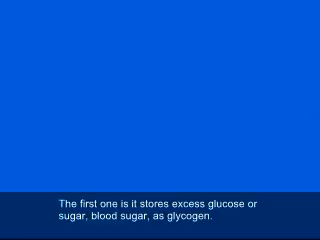 The first one is it stores excess glucose or
sugar, blood sugar, as glycogen.